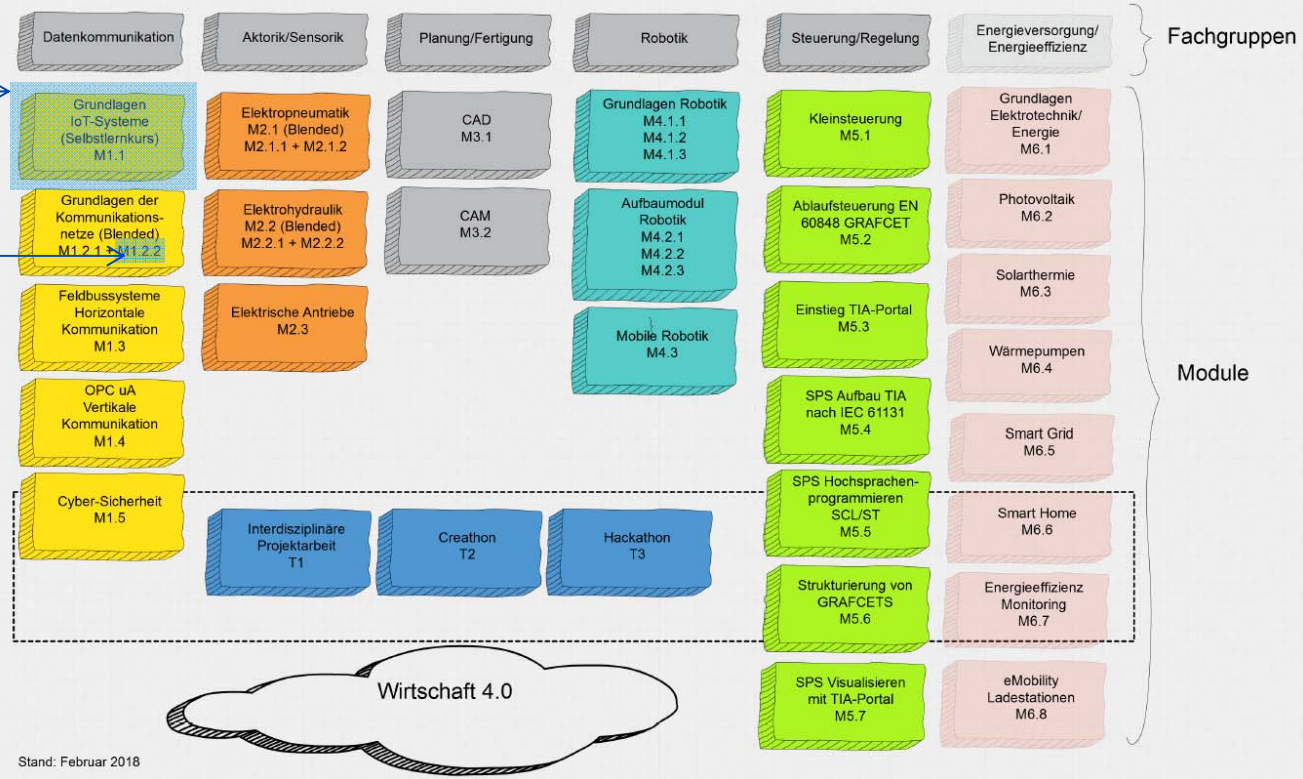 Datenkommunikation
Aktorik/Sensorik
Planung/Fertigung
Robotik
Steuerung/Regelung
Energieversorgung/
Energieeffizienz
Fachgruppen
Grundlagen
IoT-Systeme
(Selbstlernkurs)
M1.1
Grundlagen der
Kommunikations-
netze (Blended)
M1.2.1 + M1.2.2
Feldbussysteme
Horizontale
Kommunikation
M1.3
OPC uA
Vertikale
Kommunikation
M1.4
Cyber-Sicherheit
M1.5
Elektropneumatik
M2.1 (Blended)
M2.1.1 + M2.1.2
Elektrohydraulik
M2.2 (Blended)
M2.2.1 + M2.2.2
Elektrische Antriebe
M2.3
CAD
M3.1
CAM
M3.2
Grundlagen Robotik
M4.1.1
M4.1.2
M4.1.3
Aufbaumodul
Robotik
M4.2.1
M4.2.2
M4.2.3
Mobile Robotik
M4.3
Kleinsteuerung
M5.1
Ablaufsteuerung EN
60848 GRAFCET
M5.2
Einstieg TIA-Portal
M5.3
SPS Aufbau TIA
nach IEC 61131
M5.4
SPS Hochsprachen-
programmieren
SCL/ST
M5.5
Strukturierung von
GRAFCETS
M5.6
SPS Visualisieren
mit TIA-Portal
M5.7
Grundlagen
Elektrotechnik/
Energie
M6.1
Photovoltaik
M6.2
Solarthermie
M6.3
Wärmepumpen
M6.4
Smart Grid
M6.5
Smart Home
M6.6
Energieeffizienz
Monitoring
M6.7
eMobility
Ladestationen
M6.8
Module
Interdisziplinäre
Projektarbeit
T1
Creathon
T2
Hackathon
T3
Wirtschaft 4.0
Stand: Februar 2018